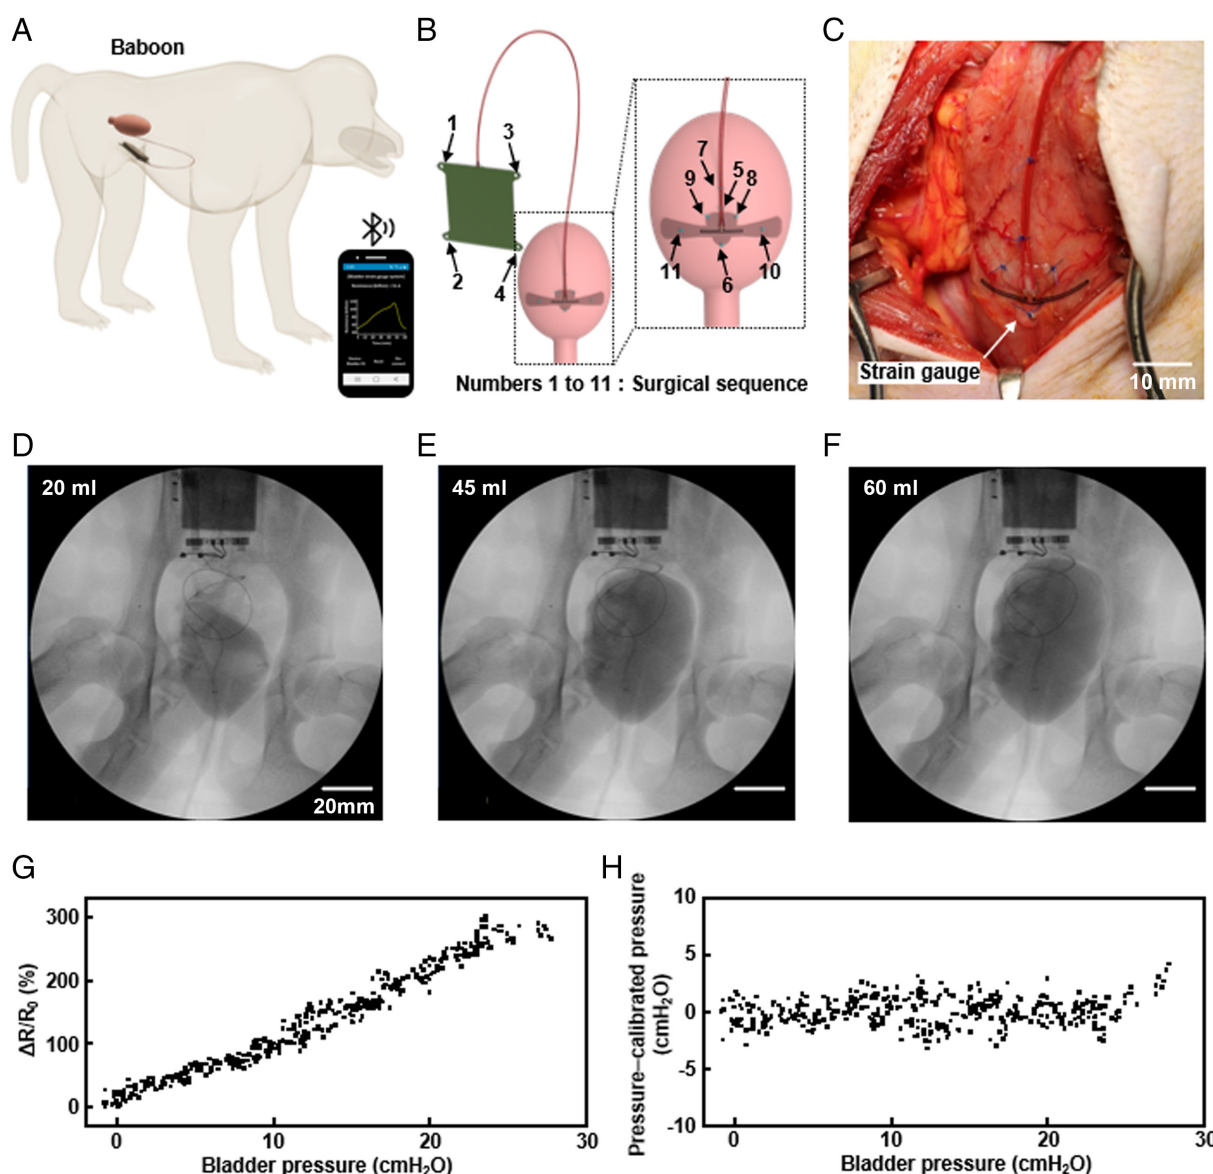 A
Baboon
B
1
3
2
4
7
5
8
9
11
6
10
Numbers 1 to 11 : Surgical sequence
C
Strain gauge
10 mm
D
20 ml
20mm
E
45 ml
F
60 ml
G
300
200
100
0
ΔR/R₀ (%)
0
10
20
30
Bladder pressure (cmH₂O)
H
10
5
0
-5
-10
Pressure–calibrated pressure
(cmH₂O)
0
10
20
30
Bladder pressure (cmH₂O)